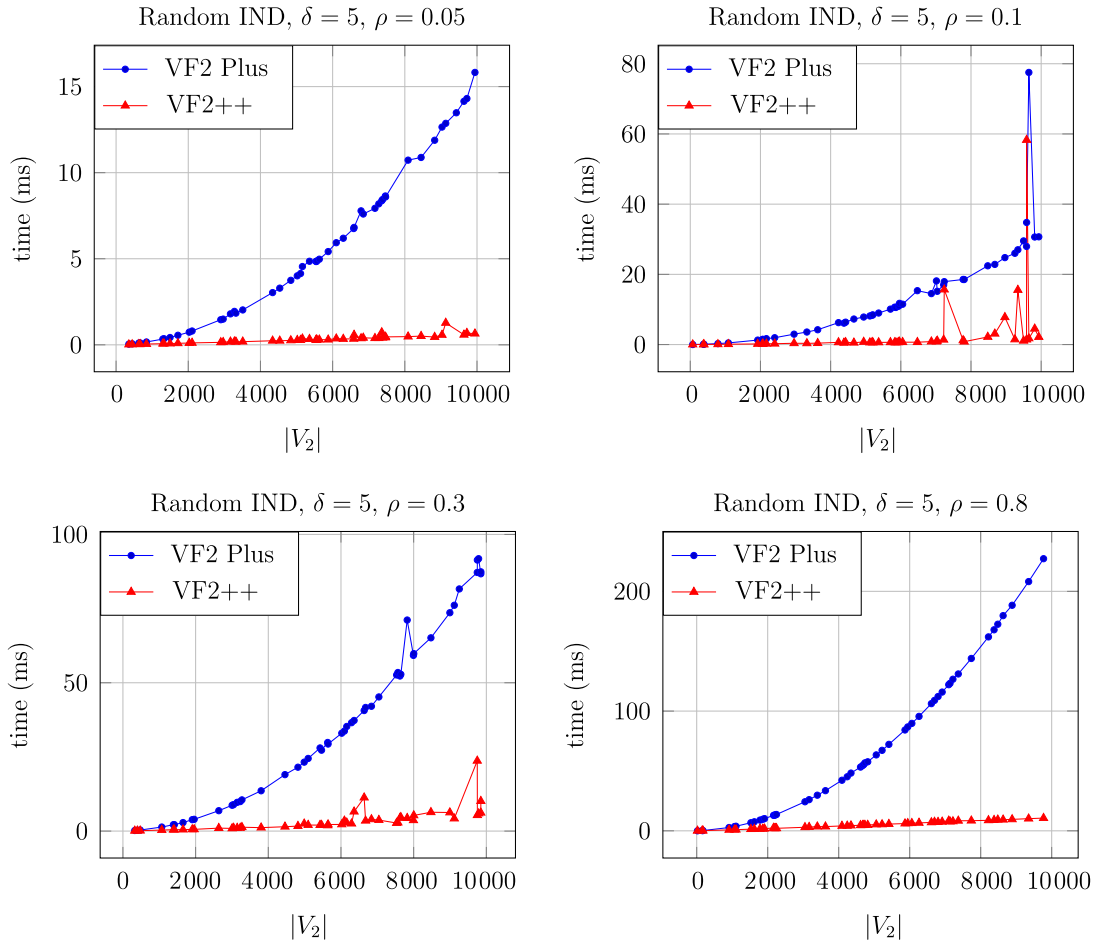 Random IND, δ = 5, ρ = 0.05
VF2 Plus
VF2++
15
10
5
0
time (ms)
0 2000 4000 6000 8000 10000
|V₂|
Random IND, δ = 5, ρ = 0.1
VF2 Plus
VF2++
80
60
40
20
0
time (ms)
0 2000 4000 6000 8000 10000
|V₂|
Random IND, δ = 5, ρ = 0.3
VF2 Plus
VF2++
100
50
0
time (ms)
0 2000 4000 6000 8000 10000
|V₂|
Random IND, δ = 5, ρ = 0.8
VF2 Plus
VF2++
200
100
0
time (ms)
0 2000 4000 6000 8000 10000
|V₂|